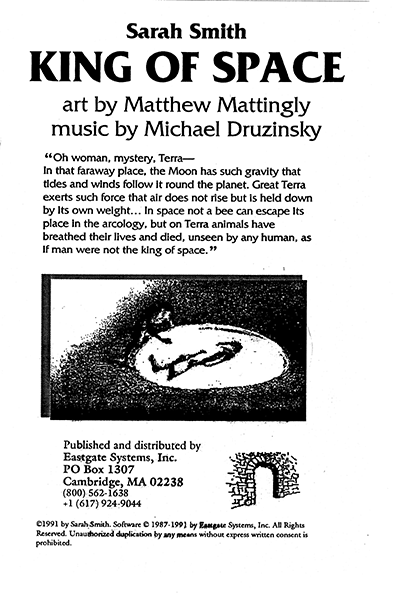 Sarah Smith
KING OF SPACE
art by Matthew Mattingly
music by Michael Druzinsky
“Oh woman, mystery, Terra—
In that faraway place, the Moon has such gravity that
tides and winds follow it round the planet. Great Terra
exerts such force that air does not rise but is held down
by its own weight... In space not a bee can escape its
place in the arcology, but on Terra animals have
breathed their lives and died, unseen by any human, as
if man were not the king of space.”
Published and distributed by
Eastgate Systems, Inc.
PO Box 1307
Cambridge, MA 02238
(800) 562-1638
+1 (617) 924-9044
©1991 by Sarah Smith. Software © 1987-1991 by Eastgate Systems, Inc. All Rights
Reserved. Unauthorized duplication by any means without express written consent is
prohibited.